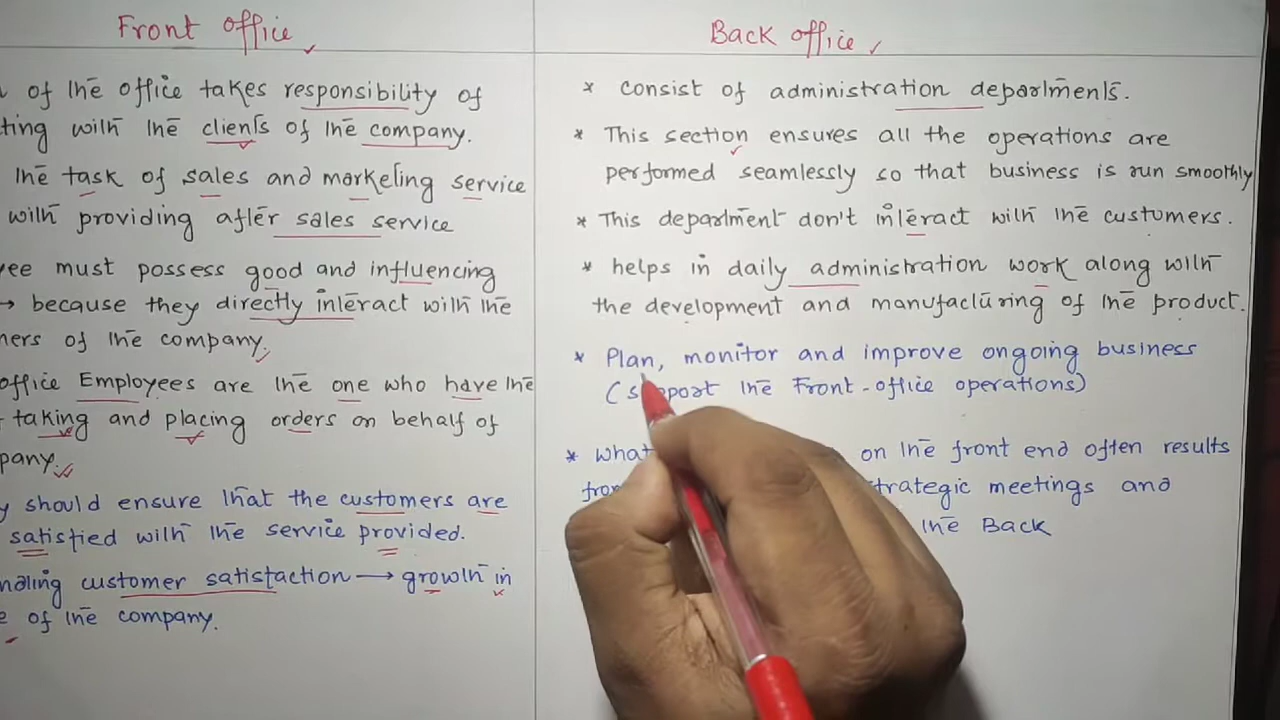 Front office
of the office takes responsibility of
with the clients of the company.
the task of sales and marketing service
with providing after sales service
must possess good and influencing
→ because they directly interact with the
of the company.
office Employees are the one who have the
taking and placing orders on behalf of
should ensure that the customers are
satisfied with the service provided.
customer satisfaction → growth in
of the company.
Back office
* consist of administration departments.
* This section ensures all the operations are
performed seamlessly so that business is run smoothly
* This department don't interact with the customers.
* helps in daily administration work along with
the development and manufacturing of the product.
* Plan, monitor and improve ongoing business
(support the Front-office operations)
* what on the front end often results
strategic meetings and
the Back